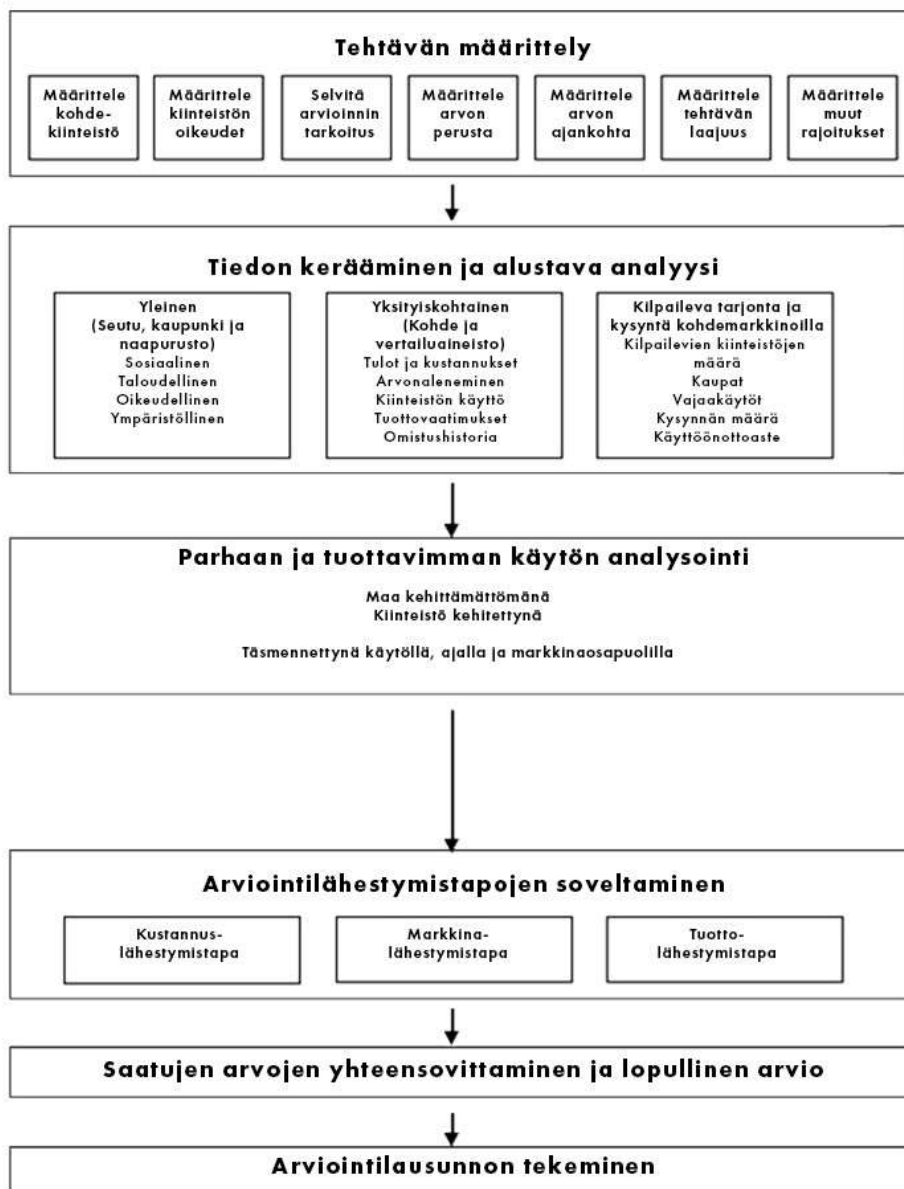 Tehtävän määrittely
Määrittele
kohde-
kiinteistö
Määrittele
kiinteistön
oikeudet
Selvitä
arvioinnin
tarkoitus
Määrittele
arvon
perusta
Määrittele
arvon
ajankohta
Määrittele
tehtävän
laajuus
Määrittele
muut
rajoitukset
Tiedon kerääminen ja alustava analyysi
Yleinen
(Seutu, kaupunki ja
naapurusto)
Sosiaalinen
Taloudellinen
Oikeudellinen
Ympäristöllinen
Yksityiskohtainen
(Kohde ja
vertailuaineisto)
Tulot ja kustannukset
Arvonaleneminen
Kiinteistön käyttö
Tuottovaatimukset
Omistushistoria
Kilpaileva tarjonta ja
kysyntä kohdemarkkinoilla
Kilpailevien kiinteistöjen
määrä
Kaupat
Vajaakäytöt
Kysynnän määrä
Käyttöönottoaste
Parhaan ja tuottavimman käytön analysointi
Maa kehittämättömänä
Kiinteistö kehitettynä
Täsmennettynä käytöllä, ajalla ja markkinaosapuolilla
Arviointilähestymistapojen soveltaminen
Kustannus-
lähestymistapa
Markkina-
lähestymistapa
Tuotto-
lähestymistapa
Saatujen arvojen yhteensovittaminen ja lopullinen arvio
Arviointilausunnon tekeminen